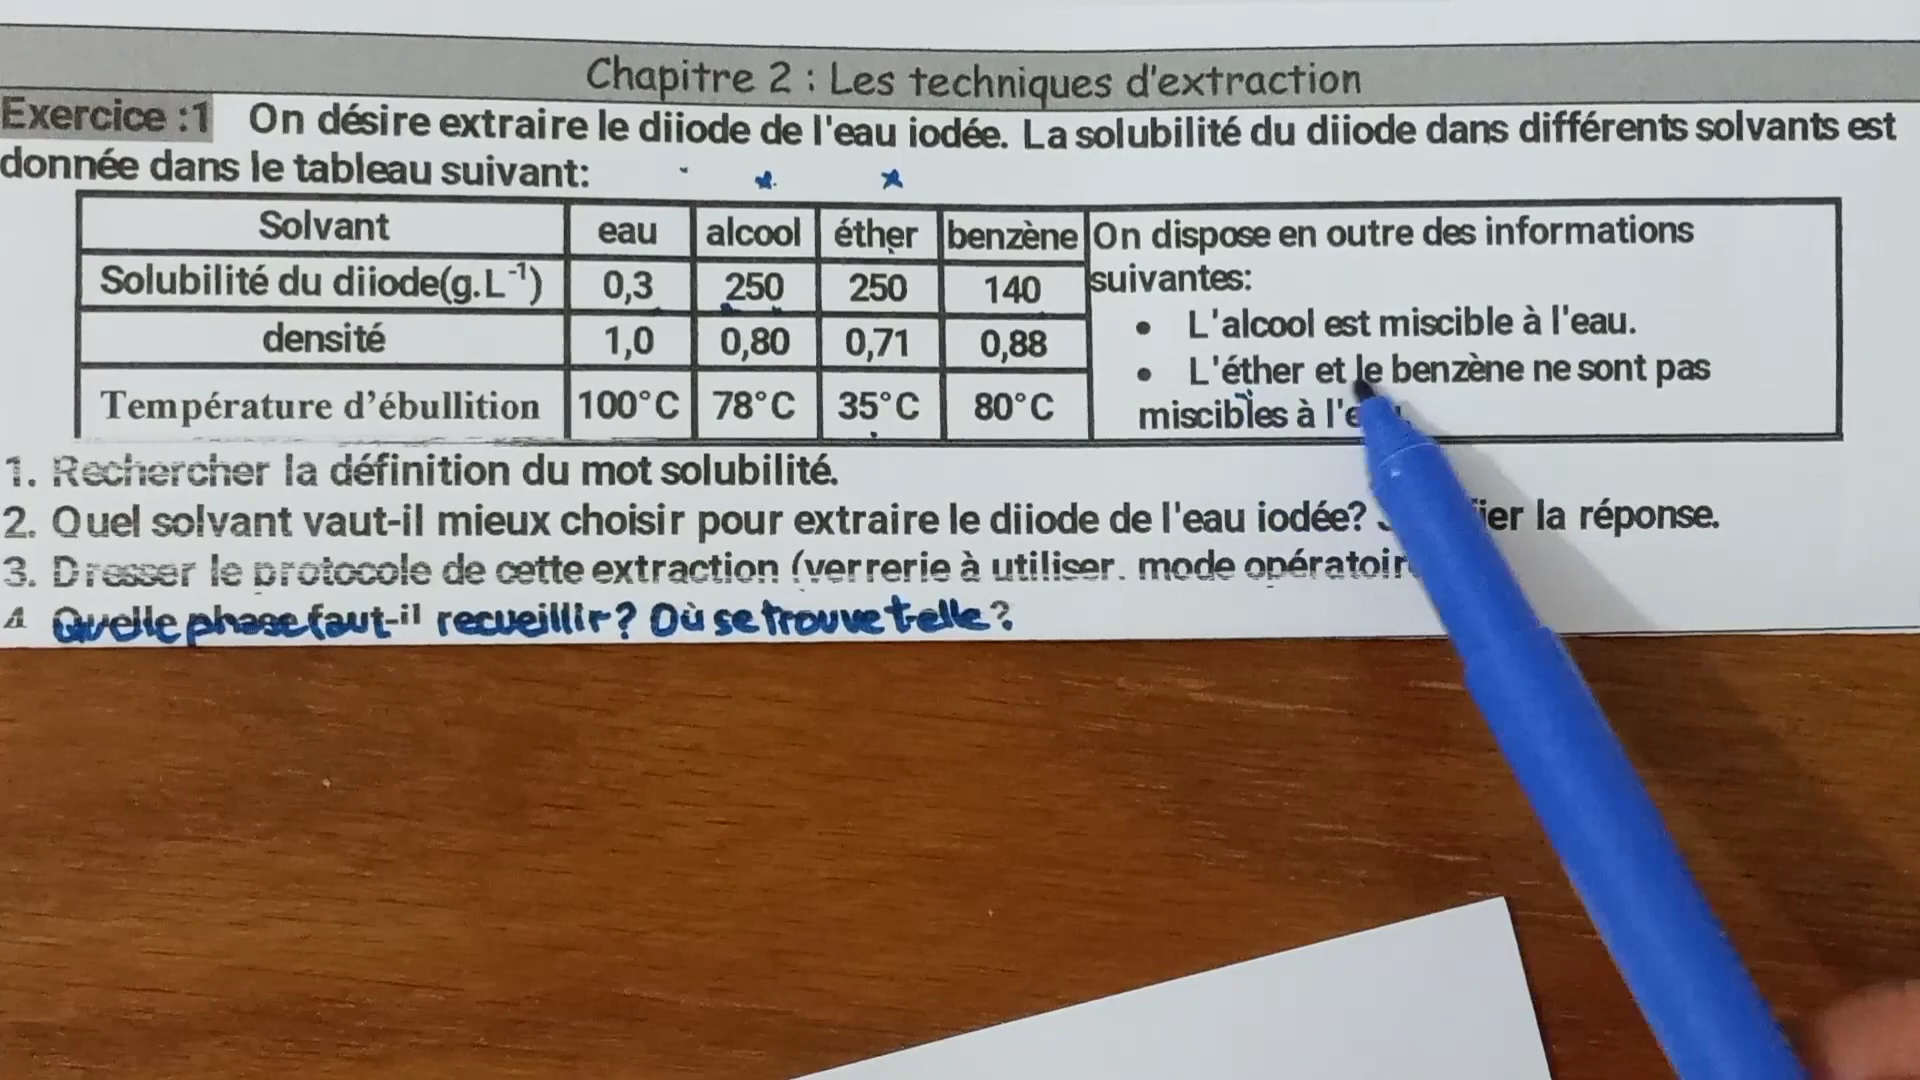 Chapitre 2 : Les techniques d'extraction
Exercice :1 On désire extraire le diiode de l'eau iodée. La solubilité du diiode dans différents solvants est
donnée dans le tableau suivant:
Solvant eau alcool éther benzène
Solubilité du diiode(g.L⁻¹) 0,3 250 250 140
densité 1,0 0,80 0,71 0,88
Température d'ébullition 100°C 78°C 35°C 80°C
On dispose en outre des informations
suivantes:
• L'alcool est miscible à l'eau.
• L'éther et le benzène ne sont pas
miscibles à
1. Rechercher la définition du mot solubilité.
2. Quel solvant vaut-il mieux choisir pour extraire le diiode de l'eau iodée? la réponse.
3. Dresser le protocole de cette extraction (verrerie à utiliser. mode
4 Quelle phase faut-il recueillir? Où se trouve t-elle?